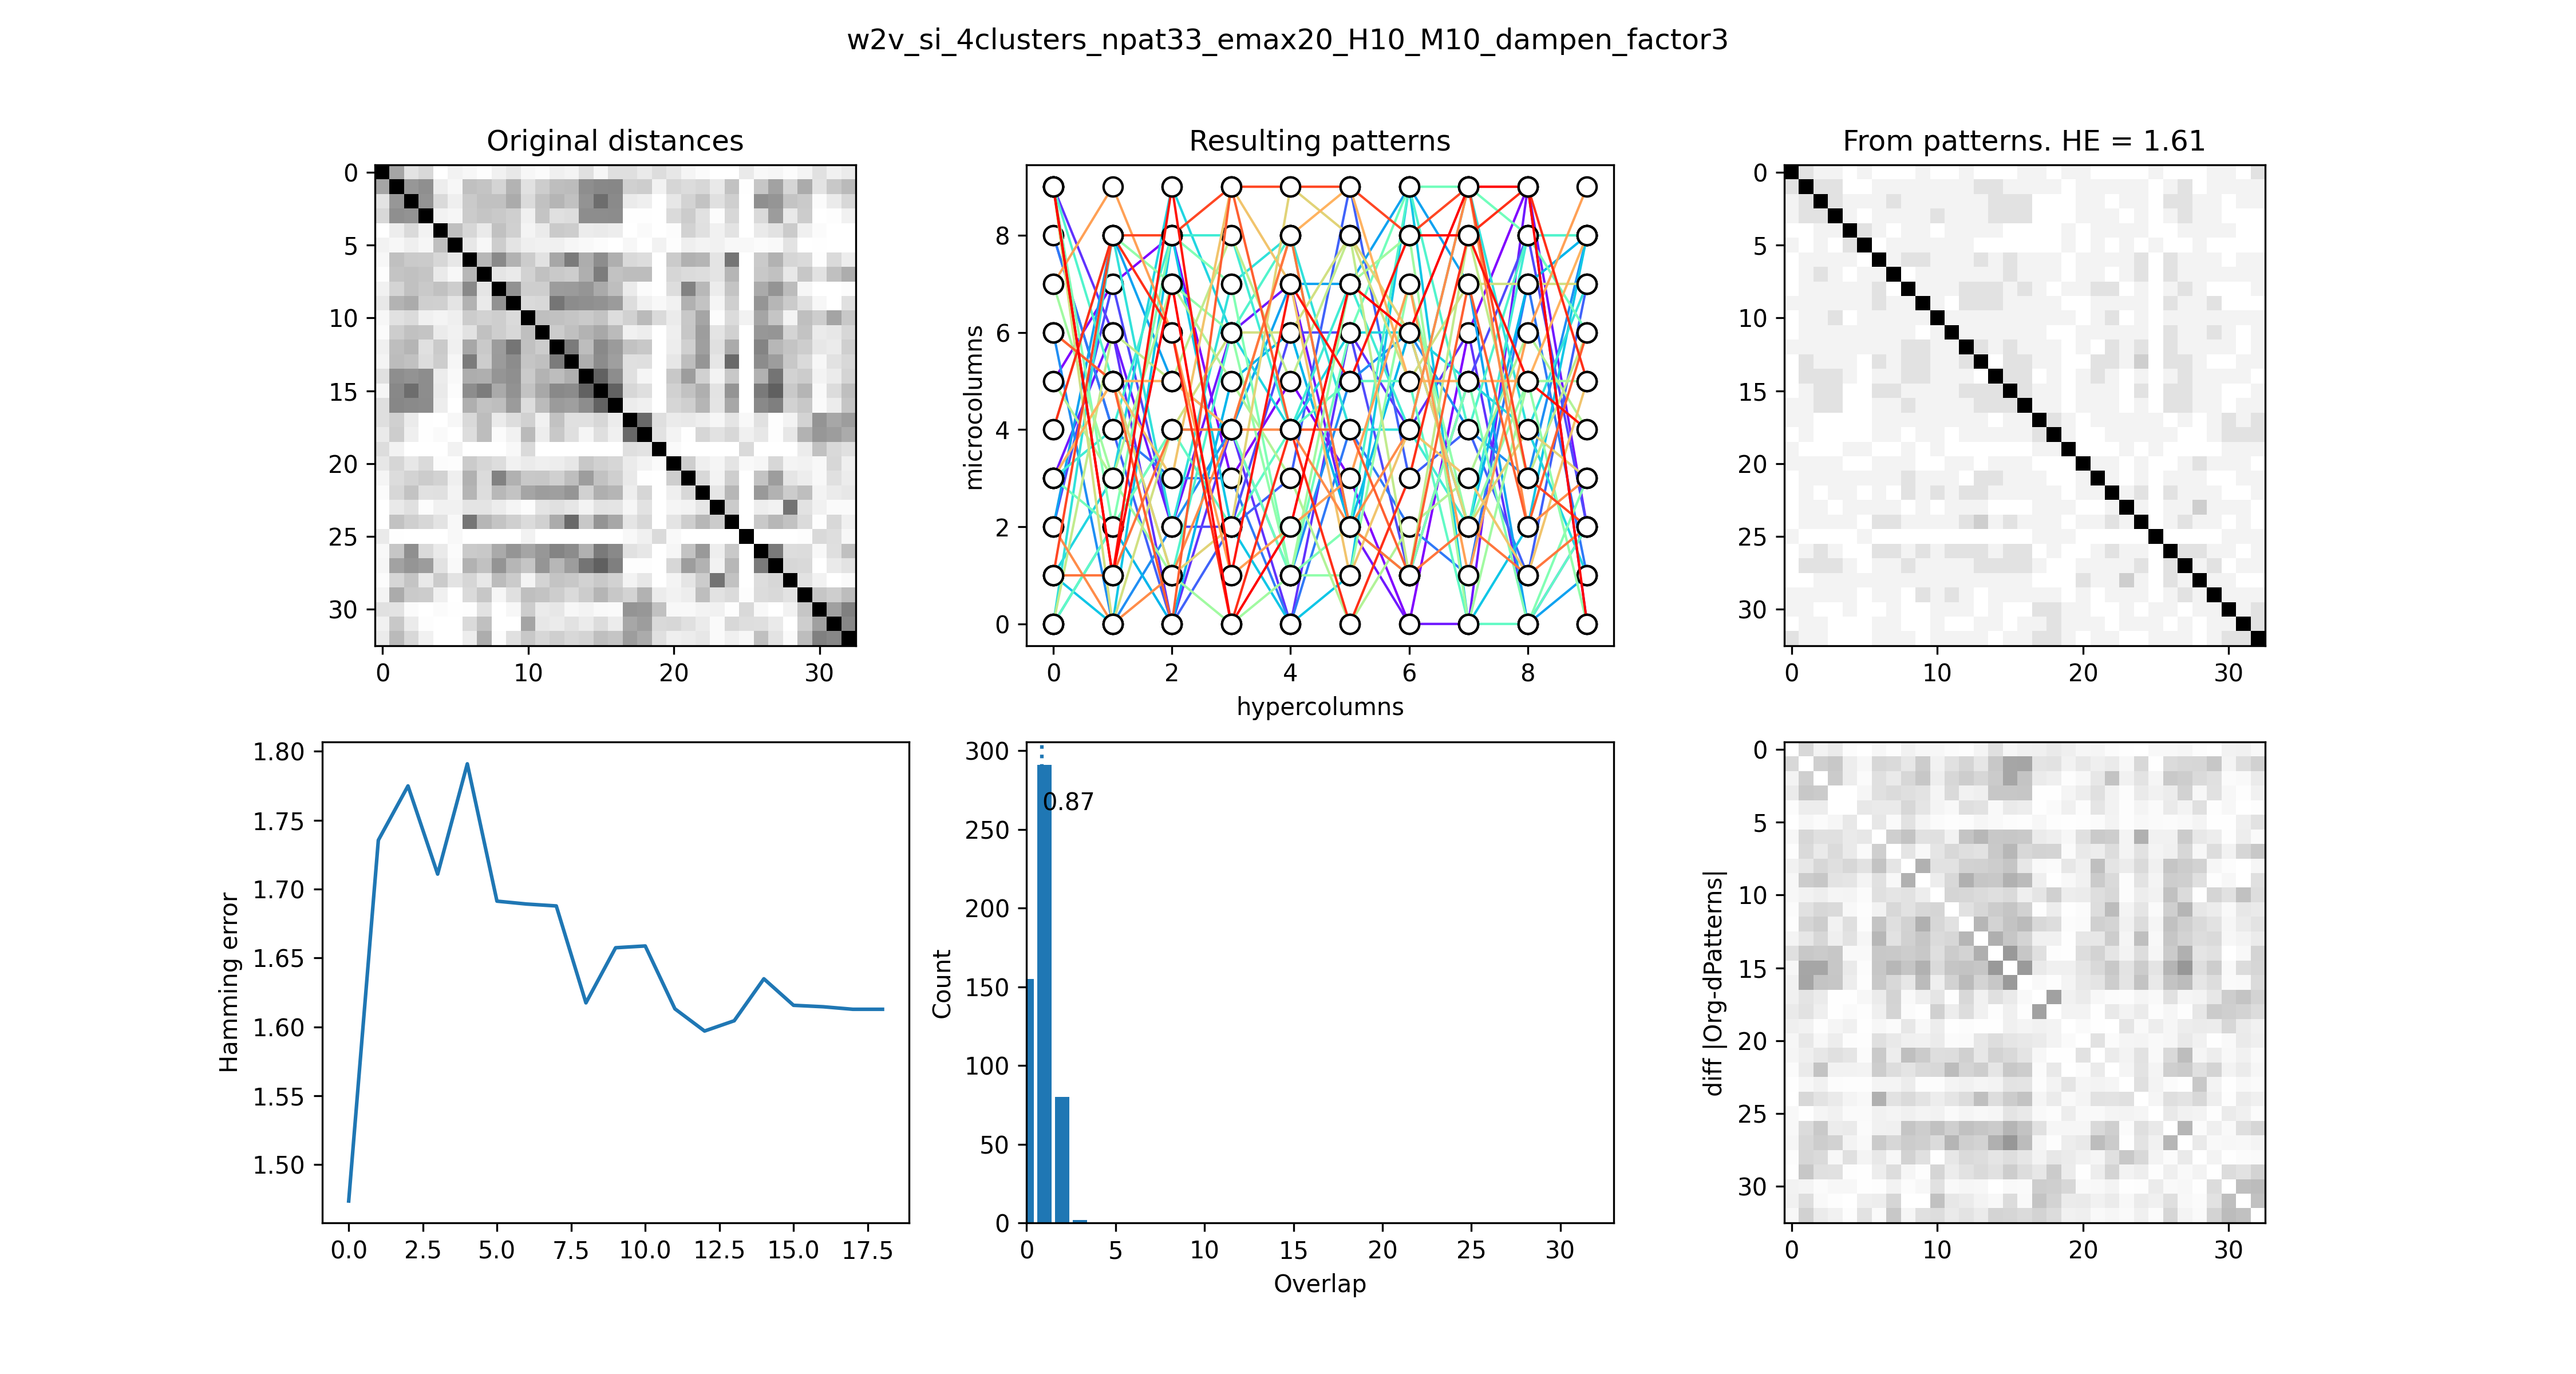 w2v_si_4clusters_npat33_emax20_H10_M10_dampen_factor3
Original distances
0
5
10
15
20
25
30
0 10 20 30
Resulting patterns
microcolumns
8
6
4
2
0
0 2 4 6 8
hypercolumns
From patterns. HE = 1.61
0
5
10
15
20
25
30
0 10 20 30
Hamming error
1.80
1.75
1.70
1.65
1.60
1.55
1.50
0.0 2.5 5.0 7.5 10.0 12.5 15.0 17.5
Count
300
250
200
150
100
50
0
0.87
0 5 10 15 20 25 30
Overlap
diff |Org-dPatterns|
0
5
10
15
20
25
30
0 10 20 30